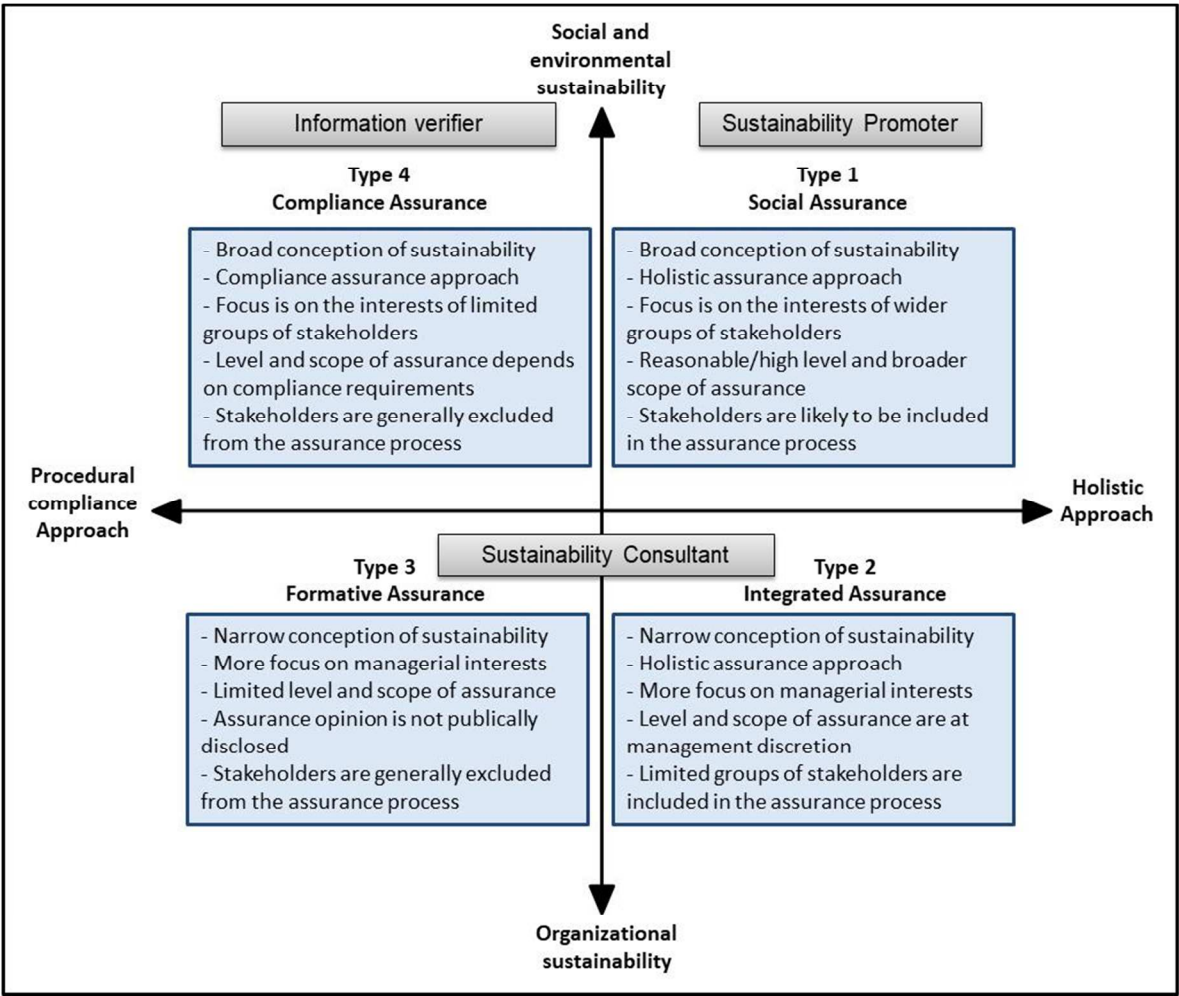 Social and
environmental
sustainability
Information verifier
Sustainability Promoter
Type 4
Compliance Assurance
Type 1
Social Assurance
- Broad conception of sustainability
- Compliance assurance approach
- Focus is on the interests of limited
groups of stakeholders
- Level and scope of assurance depends
on compliance requirements
- Stakeholders are generally excluded
from the assurance process
- Broad conception of sustainability
- Holistic assurance approach
- Focus is on the interests of wider
groups of stakeholders
- Reasonable/high level and broader
scope of assurance
- Stakeholders are likely to be included
in the assurance process
Procedural
compliance
Approach
Holistic
Approach
Sustainability Consultant
Type 3
Formative Assurance
Type 2
Integrated Assurance
- Narrow conception of sustainability
- More focus on managerial interests
- Limited level and scope of assurance
- Assurance opinion is not publically
disclosed
- Stakeholders are generally excluded
from the assurance process
- Narrow conception of sustainability
- Holistic assurance approach
- More focus on managerial interests
- Level and scope of assurance are at
management discretion
- Limited groups of stakeholders are
included in the assurance process
Organizational
sustainability